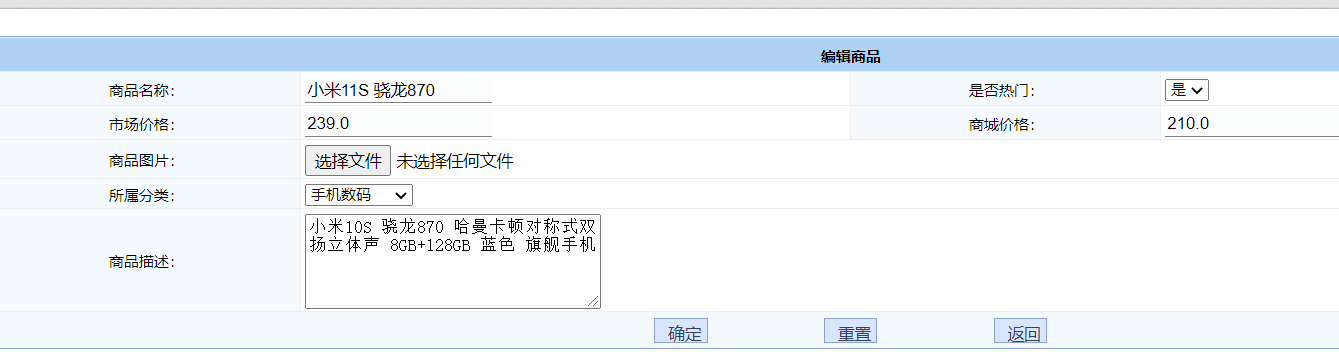 编辑商品
商品名称： 小米11S 骁龙870 是否热门： 是
市场价格： 239.0 商城价格： 210.0
商品图片： 选择文件 未选择任何文件
所属分类： 手机数码
商品描述： 小米10S 骁龙870 哈曼卡顿对称式双
扬立体声 8GB+128GB 蓝色 旗舰手机
确定 重置 返回